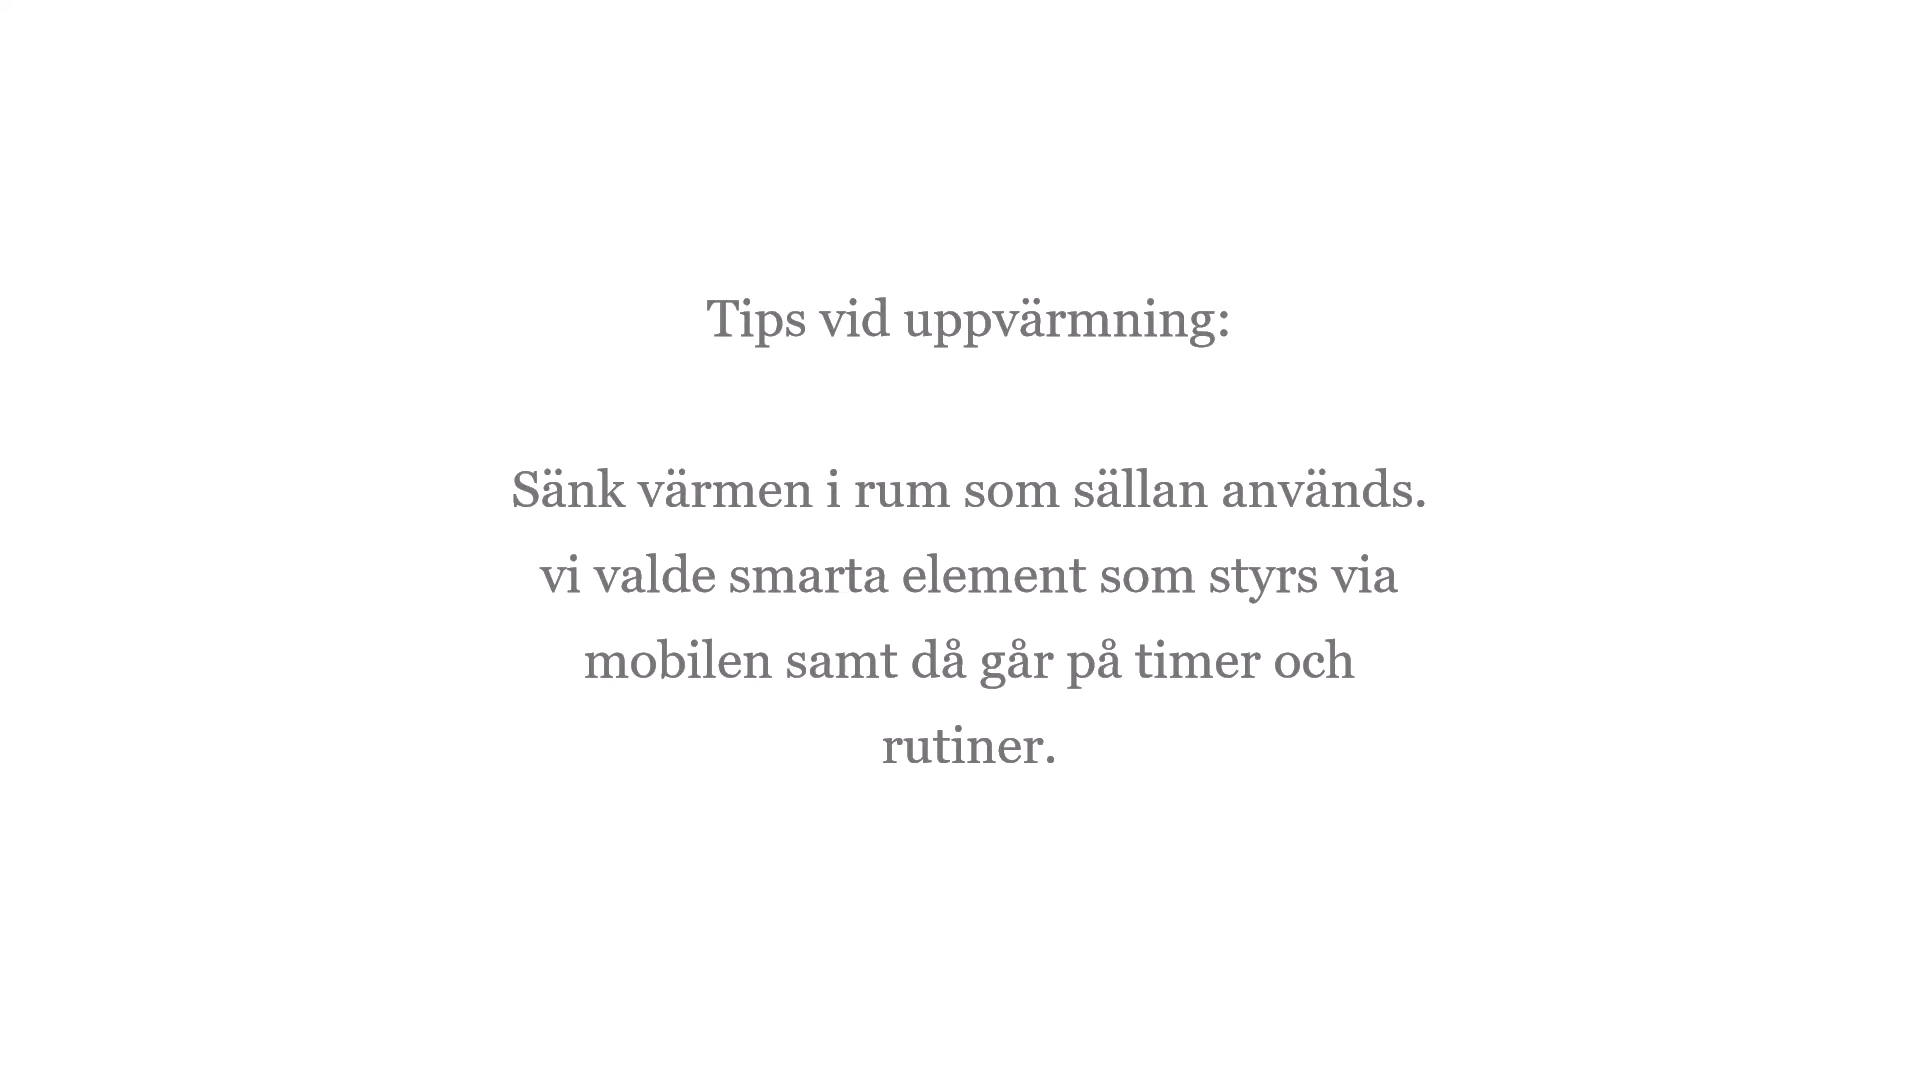 Tips vid uppvärmning:
Sänk värmen i rum som sällan används.
vi valde smarta element som styrs via
mobilen samt då går på timer och
rutiner.